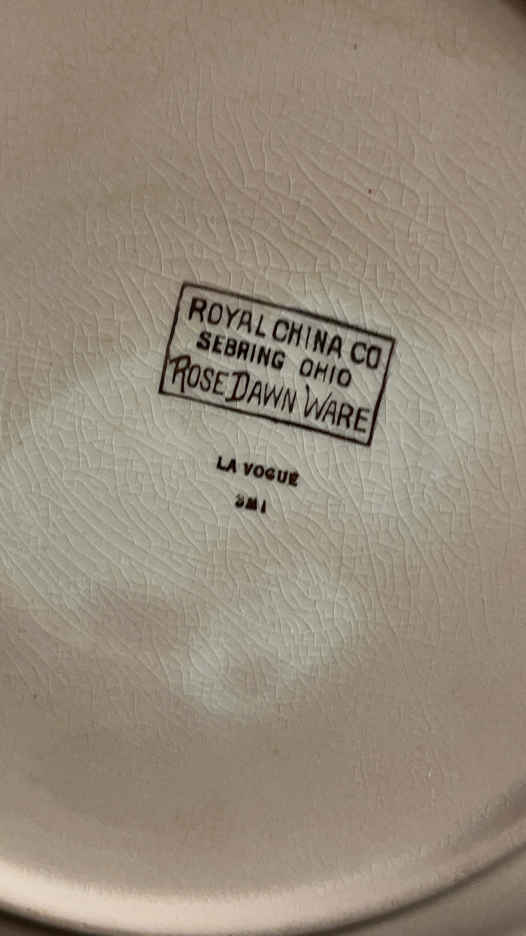 ROYAL CHINA CO
SEBRING OHIO
ROSE DAWN WARE
LA VOGUE